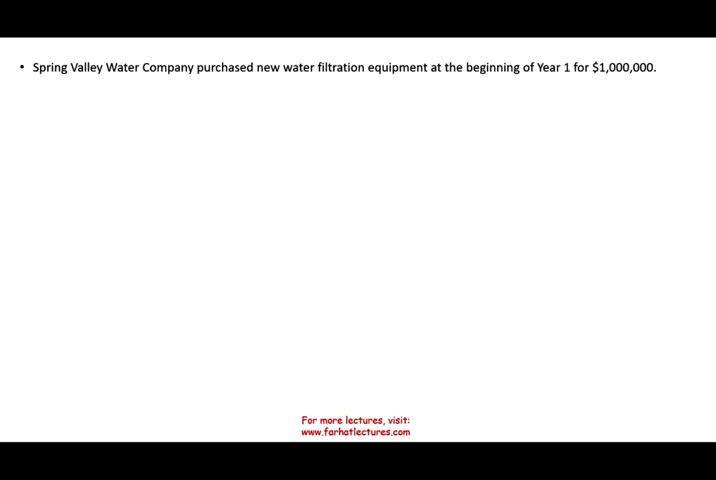 • Spring Valley Water Company purchased new water filtration equipment at the beginning of Year 1 for $1,000,000.
For more lectures, visit:
www.farhatlectures.com